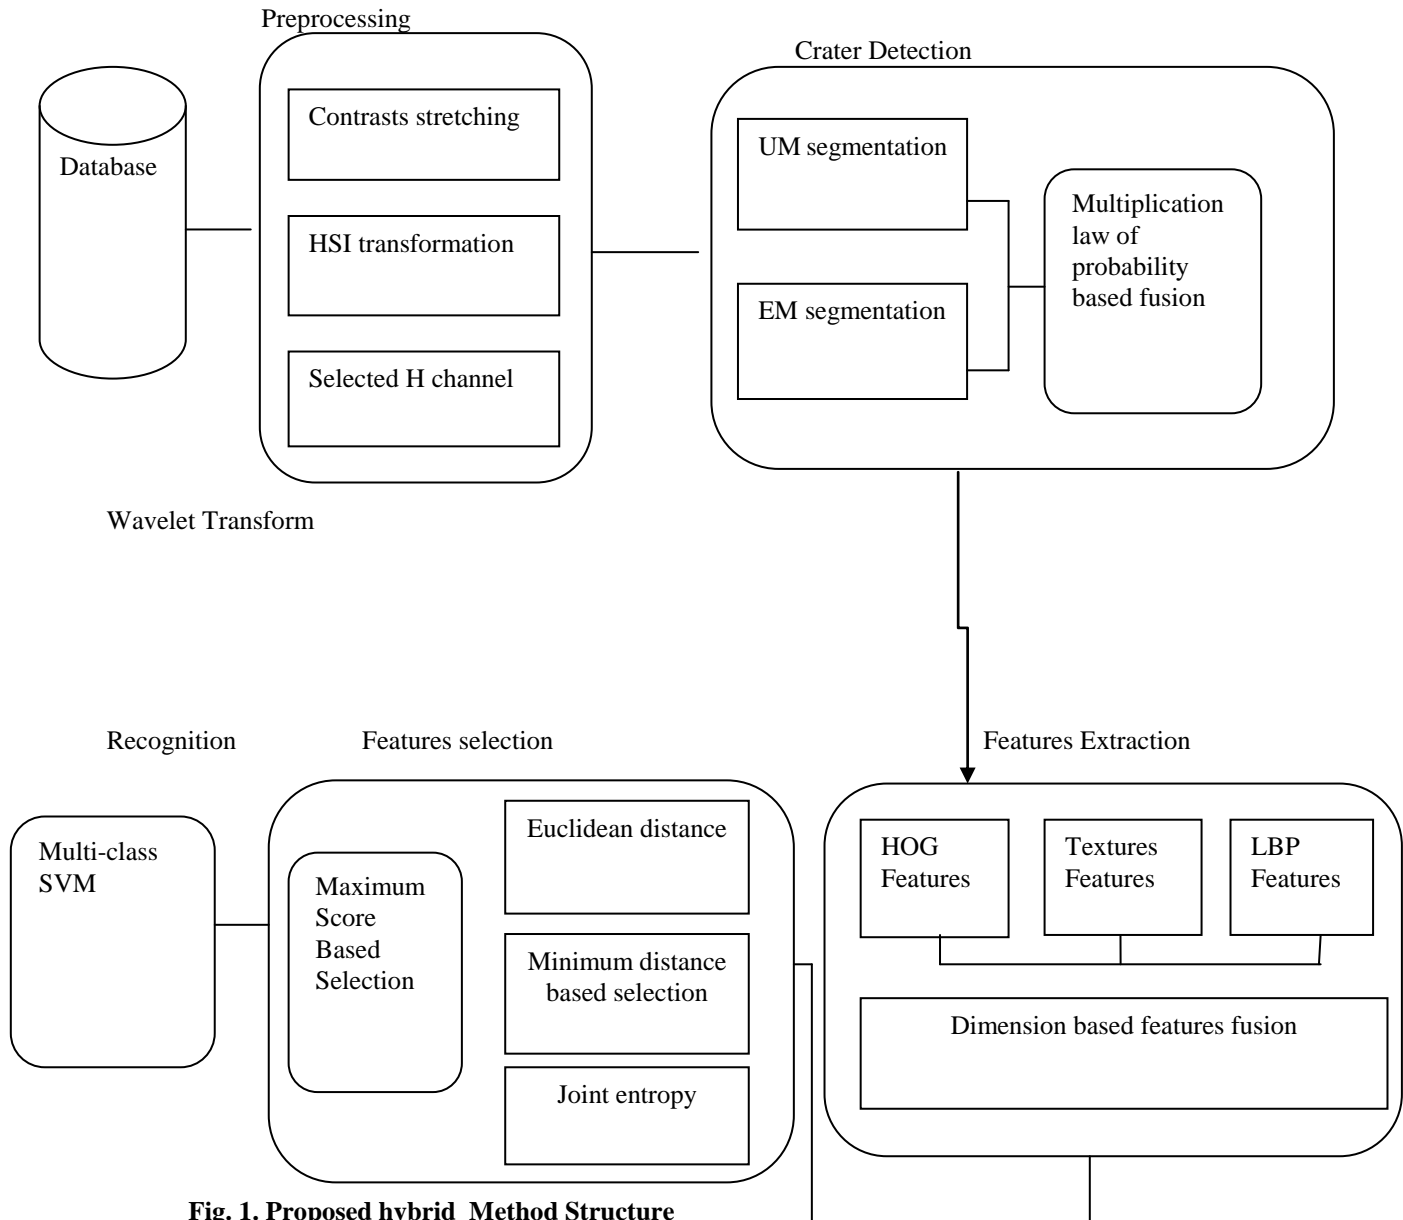 Preprocessing
Crater Detection
Database
Contrasts stretching
HSI transformation
Selected H channel
UM segmentation
EM segmentation
Multiplication
law of
probability
based fusion
Wavelet Transform
Recognition
Features selection
Features Extraction
Multi-class
SVM
Maximum
Score
Based
Selection
Euclidean distance
Minimum distance
based selection
Joint entropy
HOG
Features
Textures
Features
LBP
Features
Dimension based features fusion
Fig. 1. Proposed hybrid Method Structure